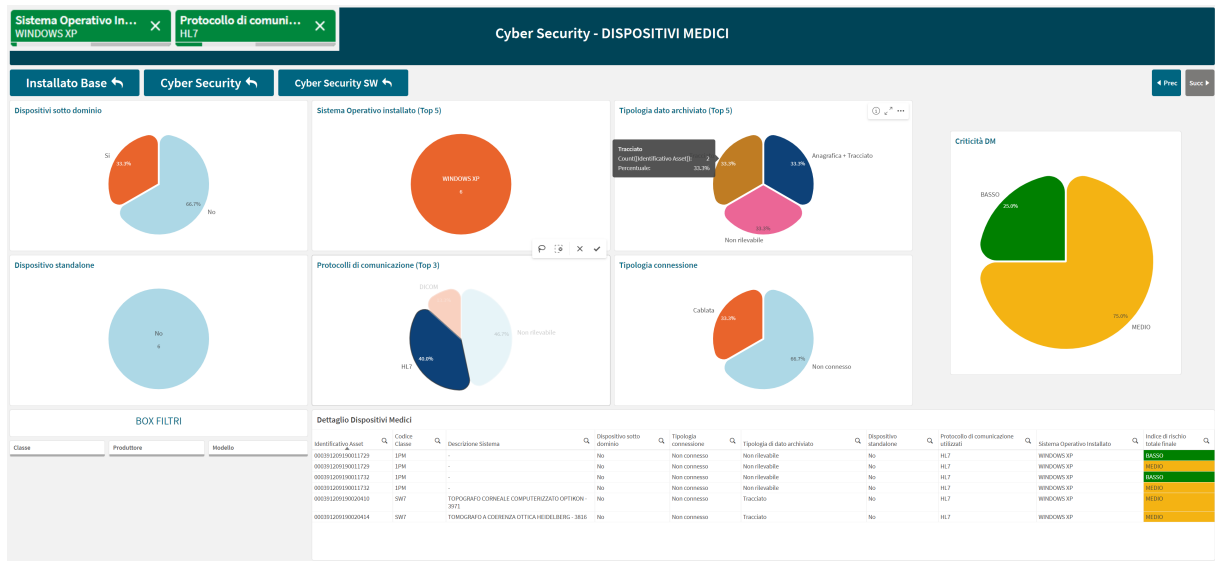 Sistema Operativo In...
WINDOWS XP
Protocollo di comuni...
HL7
Cyber Security - DISPOSITIVI MEDICI
Installato Base
Cyber Security
Cyber Security SW
Prec
Succ
Dispositivi sotto dominio
Si
33.3%
66.7%
No
Sistema Operativo installato (Top 5)
WINDOWS XP
6
Tipologia dato archiviato (Top 5)
Tracciato
Count([Identificativo Asset]): 2
Percentuale: 33.3%
33.3%
33.3%
Anagrafica + Tracciato
33.3%
Non rilevabile
Criticità DM
BASSO
25.0%
75.0%
MEDIO
Dispositivo standalone
No
6
Protocolli di comunicazione (Top 3)
DICOM
46.7%
Non rilevabile
40.0%
HL7
Tipologia connessione
Cablata
33.3%
66.7%
Non connesso
BOX FILTRI
Classe
Produttore
Modello
Dettaglio Dispositivi Medici
Identificativo Asset
Codice Classe
Descrizione Sistema
Dispositivo sotto dominio
Tipologia connessione
Tipologia di dato archiviato
Dispositivo standalone
Protocollo di comunicazione utilizzati
Sistema Operativo Installato
Indice di rischio totale finale
000391209190011729 1PM - No Non connesso Non rilevabile No HL7 WINDOWS XP BASSO
000391209190011729 1PM - No Non connesso Non rilevabile No HL7 WINDOWS XP MEDIO
000391209190011732 1PM - No Non connesso Non rilevabile No HL7 WINDOWS XP BASSO
000391209190011732 1PM - No Non connesso Non rilevabile No HL7 WINDOWS XP MEDIO
000391209190020410 SW7 TOPOGRAFO CORNEALE COMPUTERIZZATO OPTIKON - 3971 No Non connesso Tracciato No HL7 WINDOWS XP MEDIO
000391209190020414 SW7 TOMOGRAFO A COERENZA OTTICA HEIDELBERG - 3816 No Non connesso Tracciato No HL7 WINDOWS XP MEDIO